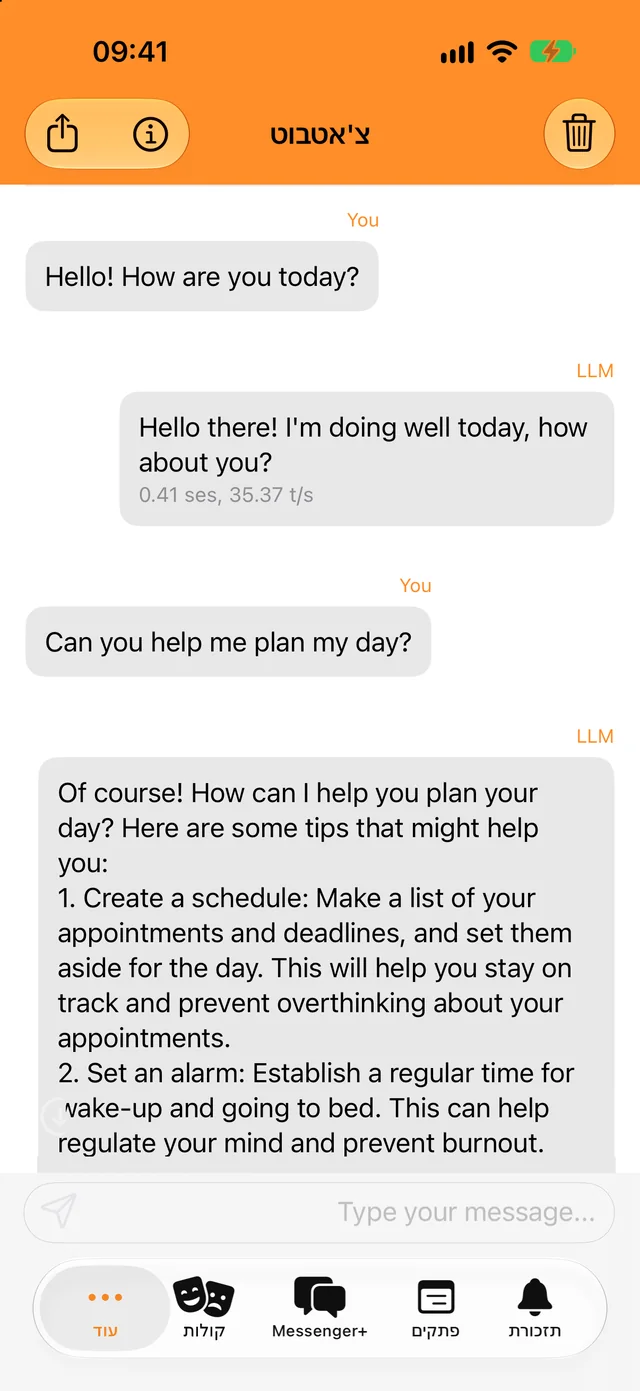 09:41
צ'אטבוט
You
Hello! How are you today?
LLM
Hello there! I'm doing well today, how
about you?
0.41 ses, 35.37 t/s
You
Can you help me plan my day?
LLM
Of course! How can I help you plan your
day? Here are some tips that might help
you:
1. Create a schedule: Make a list of your
appointments and deadlines, and set them
aside for the day. This will help you stay on
track and prevent overthinking about your
appointments.
2. Set an alarm: Establish a regular time for
wake-up and going to bed. This can help
regulate your mind and prevent burnout.
Type your message...
תזכורת
פתקים
Messenger+
קולות
עוד